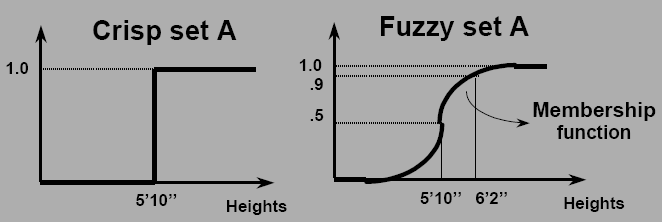 Crisp set A
1.0
5'10''
Heights
Fuzzy set A
1.0
.9
.5
Membership
function
5'10'' 6'2''
Heights